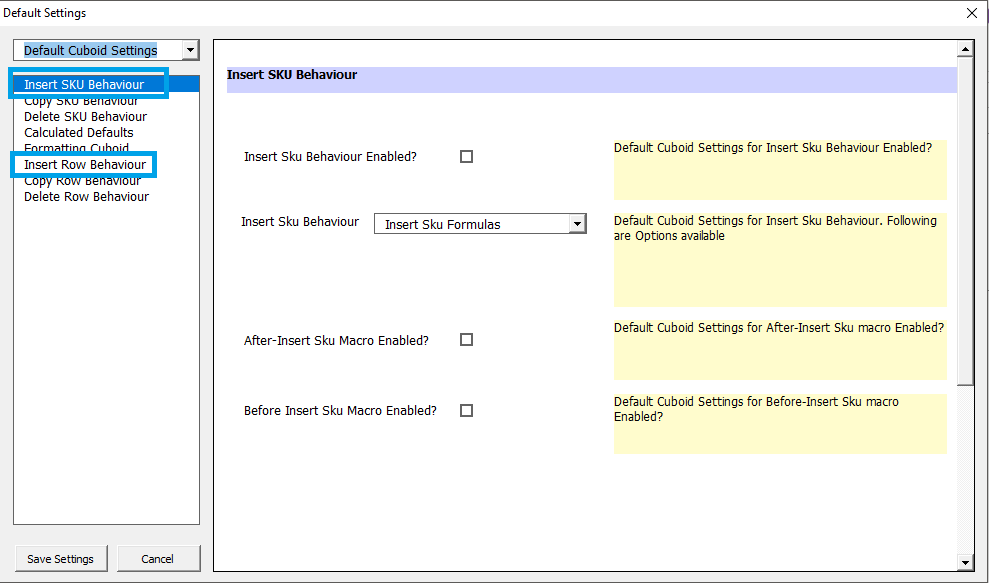 Default Settings
Default Cuboid Settings
Insert SKU Behaviour
Copy SKU Behaviour
Delete SKU Behaviour
Calculated Defaults
Formatting Cuboid
Insert Row Behaviour
Copy Row Behaviour
Delete Row Behaviour
Save Settings
Cancel
Insert SKU Behaviour
Insert Sku Behaviour Enabled?
Default Cuboid Settings for Insert Sku Behaviour Enabled?
Insert Sku Behaviour
Insert Sku Formulas
Default Cuboid Settings for Insert Sku Behaviour. Following
are Options available
After-Insert Sku Macro Enabled?
Default Cuboid Settings for After-Insert Sku macro Enabled?
Before Insert Sku Macro Enabled?
Default Cuboid Settings for Before-Insert Sku macro
Enabled?